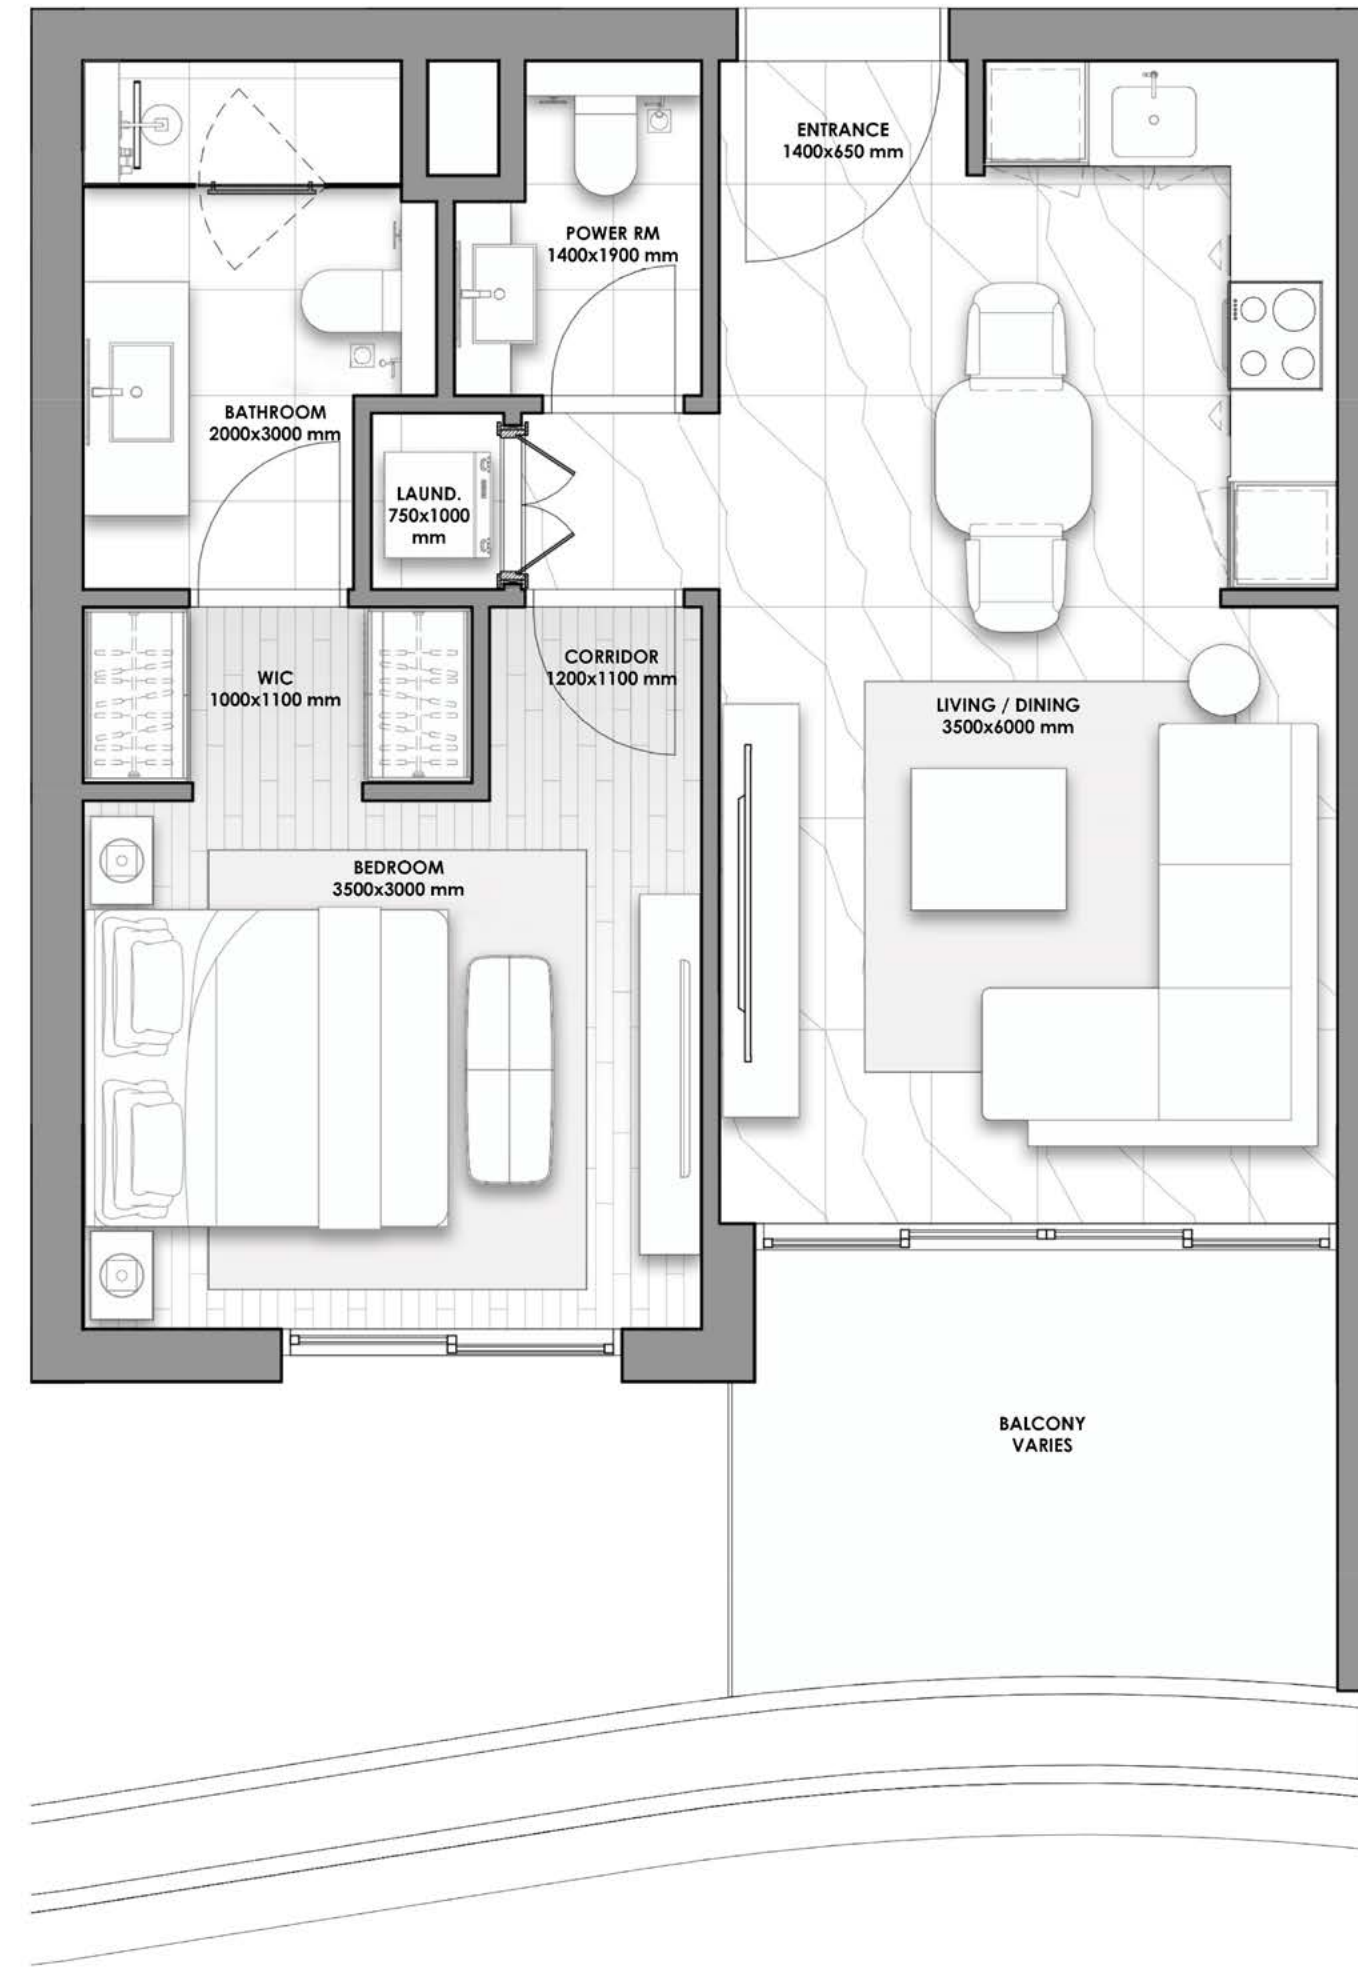 ENTRANCE
1400x650 mm
POWER RM
1400x1900 mm
BATHROOM
2000x3000 mm
LAUND.
750x1000
mm
WIC
1000x1100 mm
CORRIDOR
1200x1100 mm
LIVING / DINING
3500x6000 mm
BEDROOM
3500x3000 mm
BALCONY
VARIES